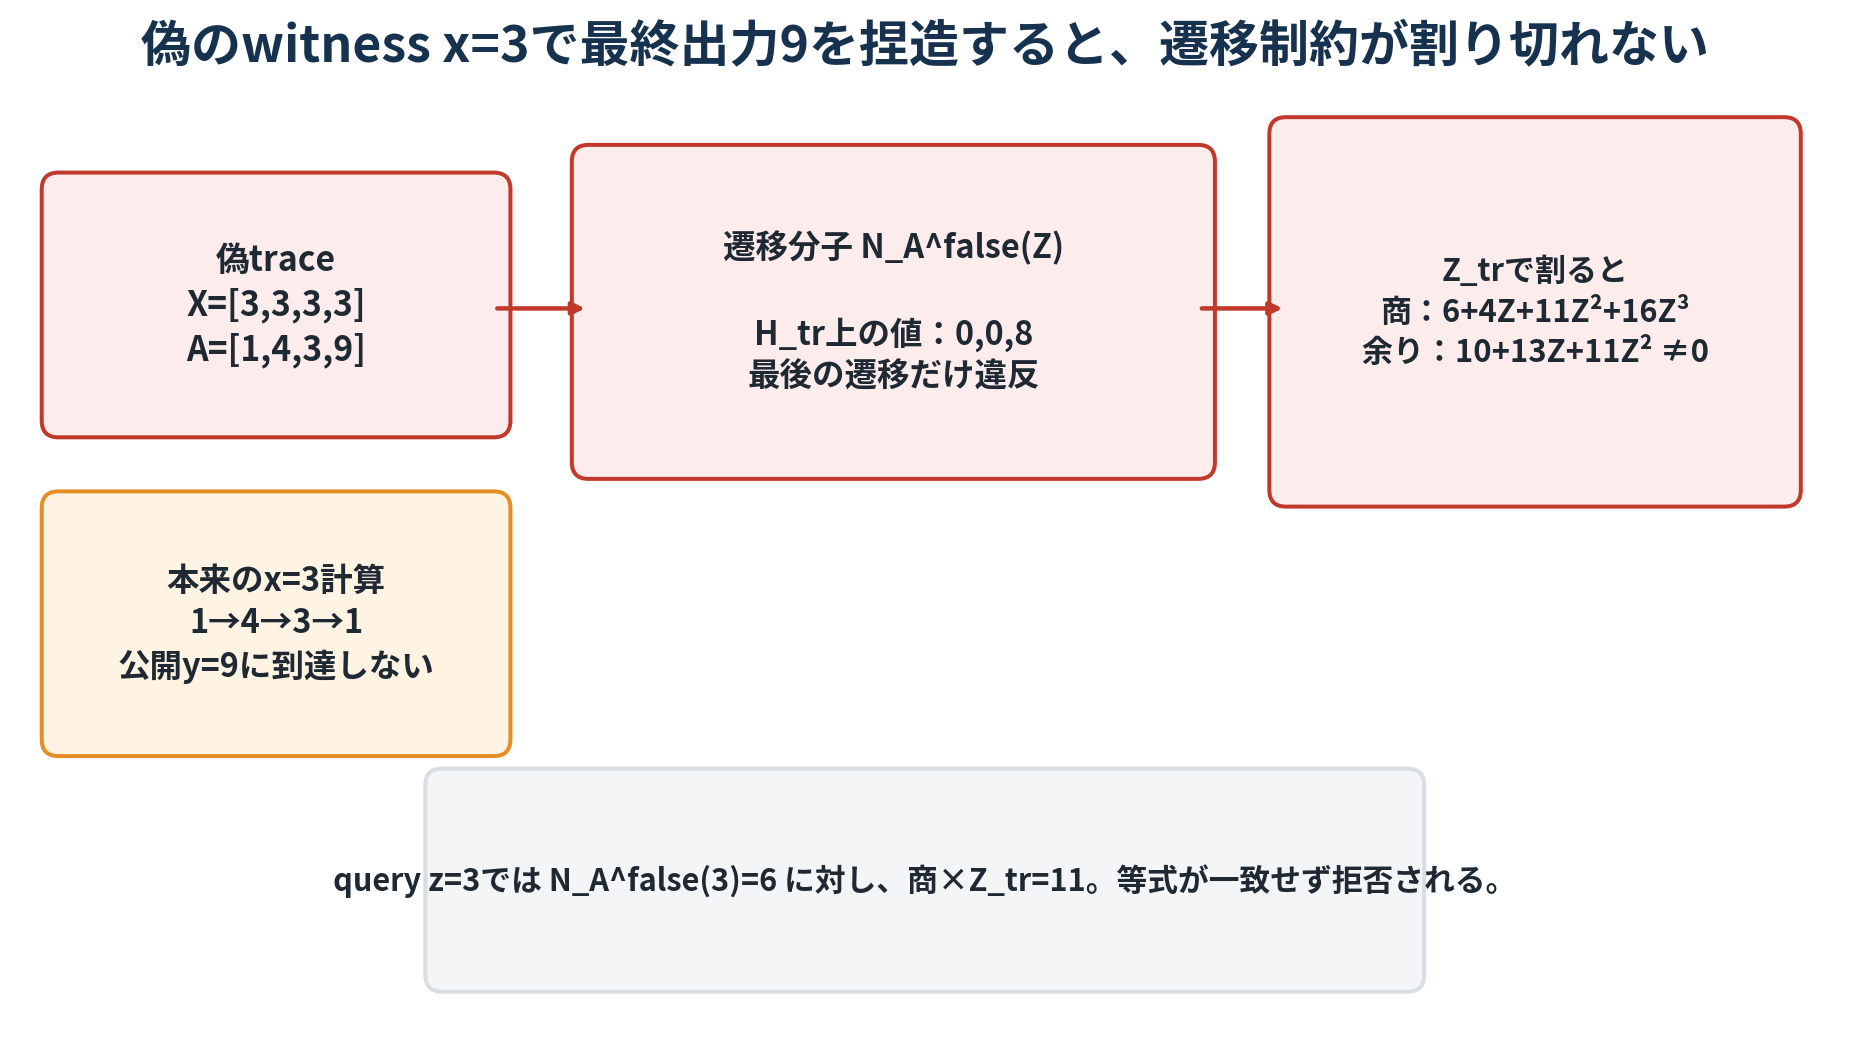 偽のwitness x=3で最終出力9を捏造すると、遷移制約が割り切れない
偽trace
X=[3,3,3,3]
A=[1,4,3,9]
遷移分子 N_A^false(Z)
H_tr上の値：0,0,8
最後の遷移だけ違反
Z_trで割ると
商：6+4Z+11Z²+16Z³
余り：10+13Z+11Z² ≠0
本来のx=3計算
1→4→3→1
公開y=9に到達しない
query z=3では N_A^false(3)=6 に対し、商×Z_tr=11。等式が一致せず拒否される。